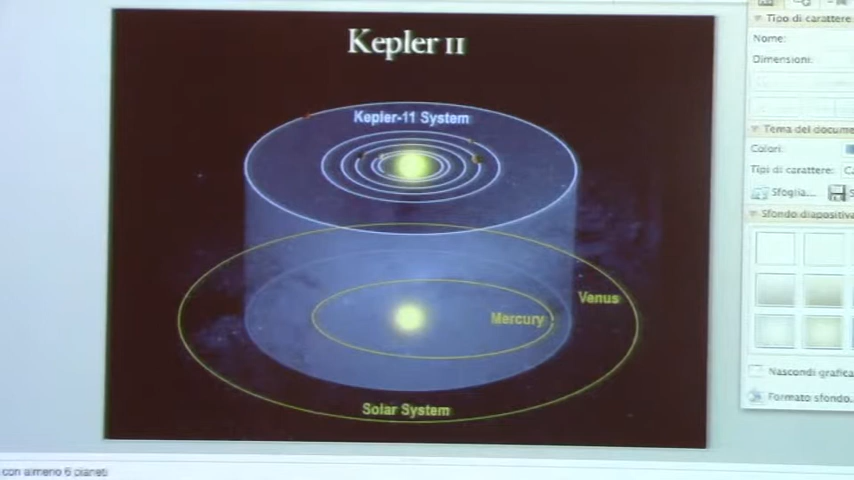 Kepler 11
Kepler-11 System
Venus
Mercury
Solar System
Tipo di carattere
Nome:
Dimensioni:
Tema del docume
Colori:
Tipi di carattere: Ca
Sfoglia... S
Sfondo diapositiva
Nascondi grafica
Formato sfondo.
con almeno 6 pianeti